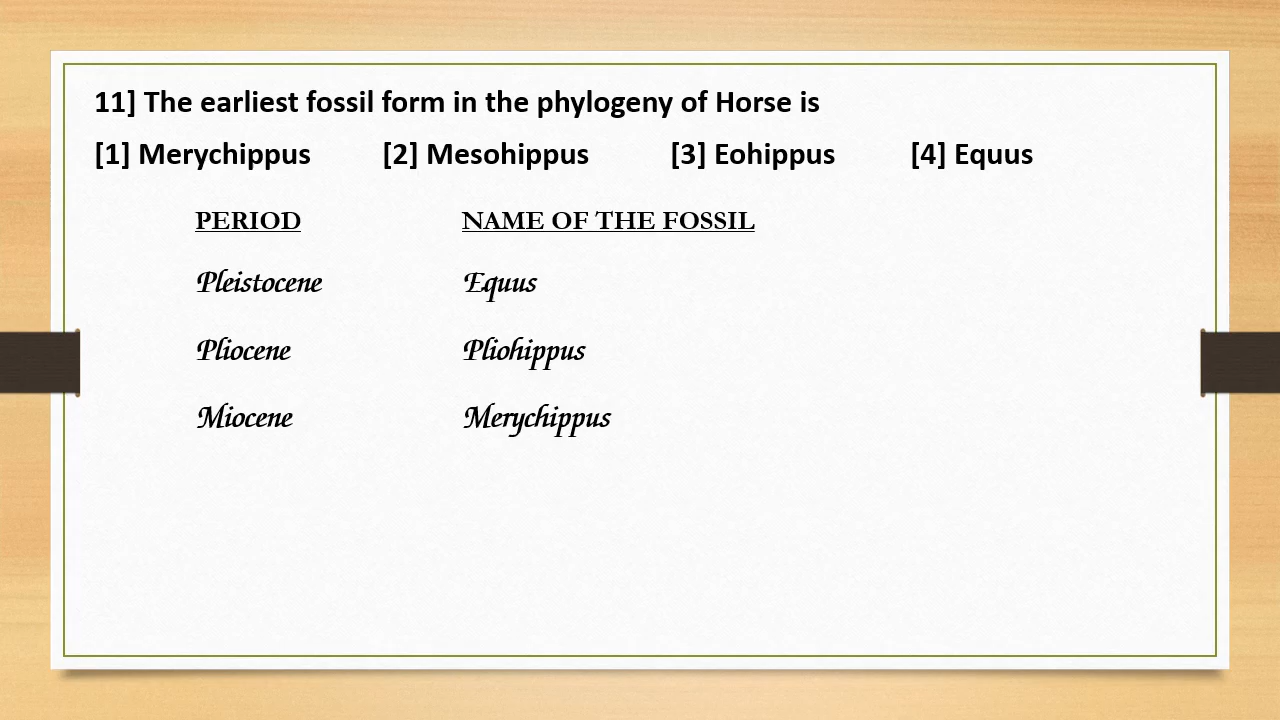 11] The earliest fossil form in the phylogeny of Horse is
[1] Merychippus [2] Mesohippus [3] Eohippus [4] Equus
PERIOD NAME OF THE FOSSIL
Pleistocene Equus
Pliocene Pliohippus
Miocene Merychippus